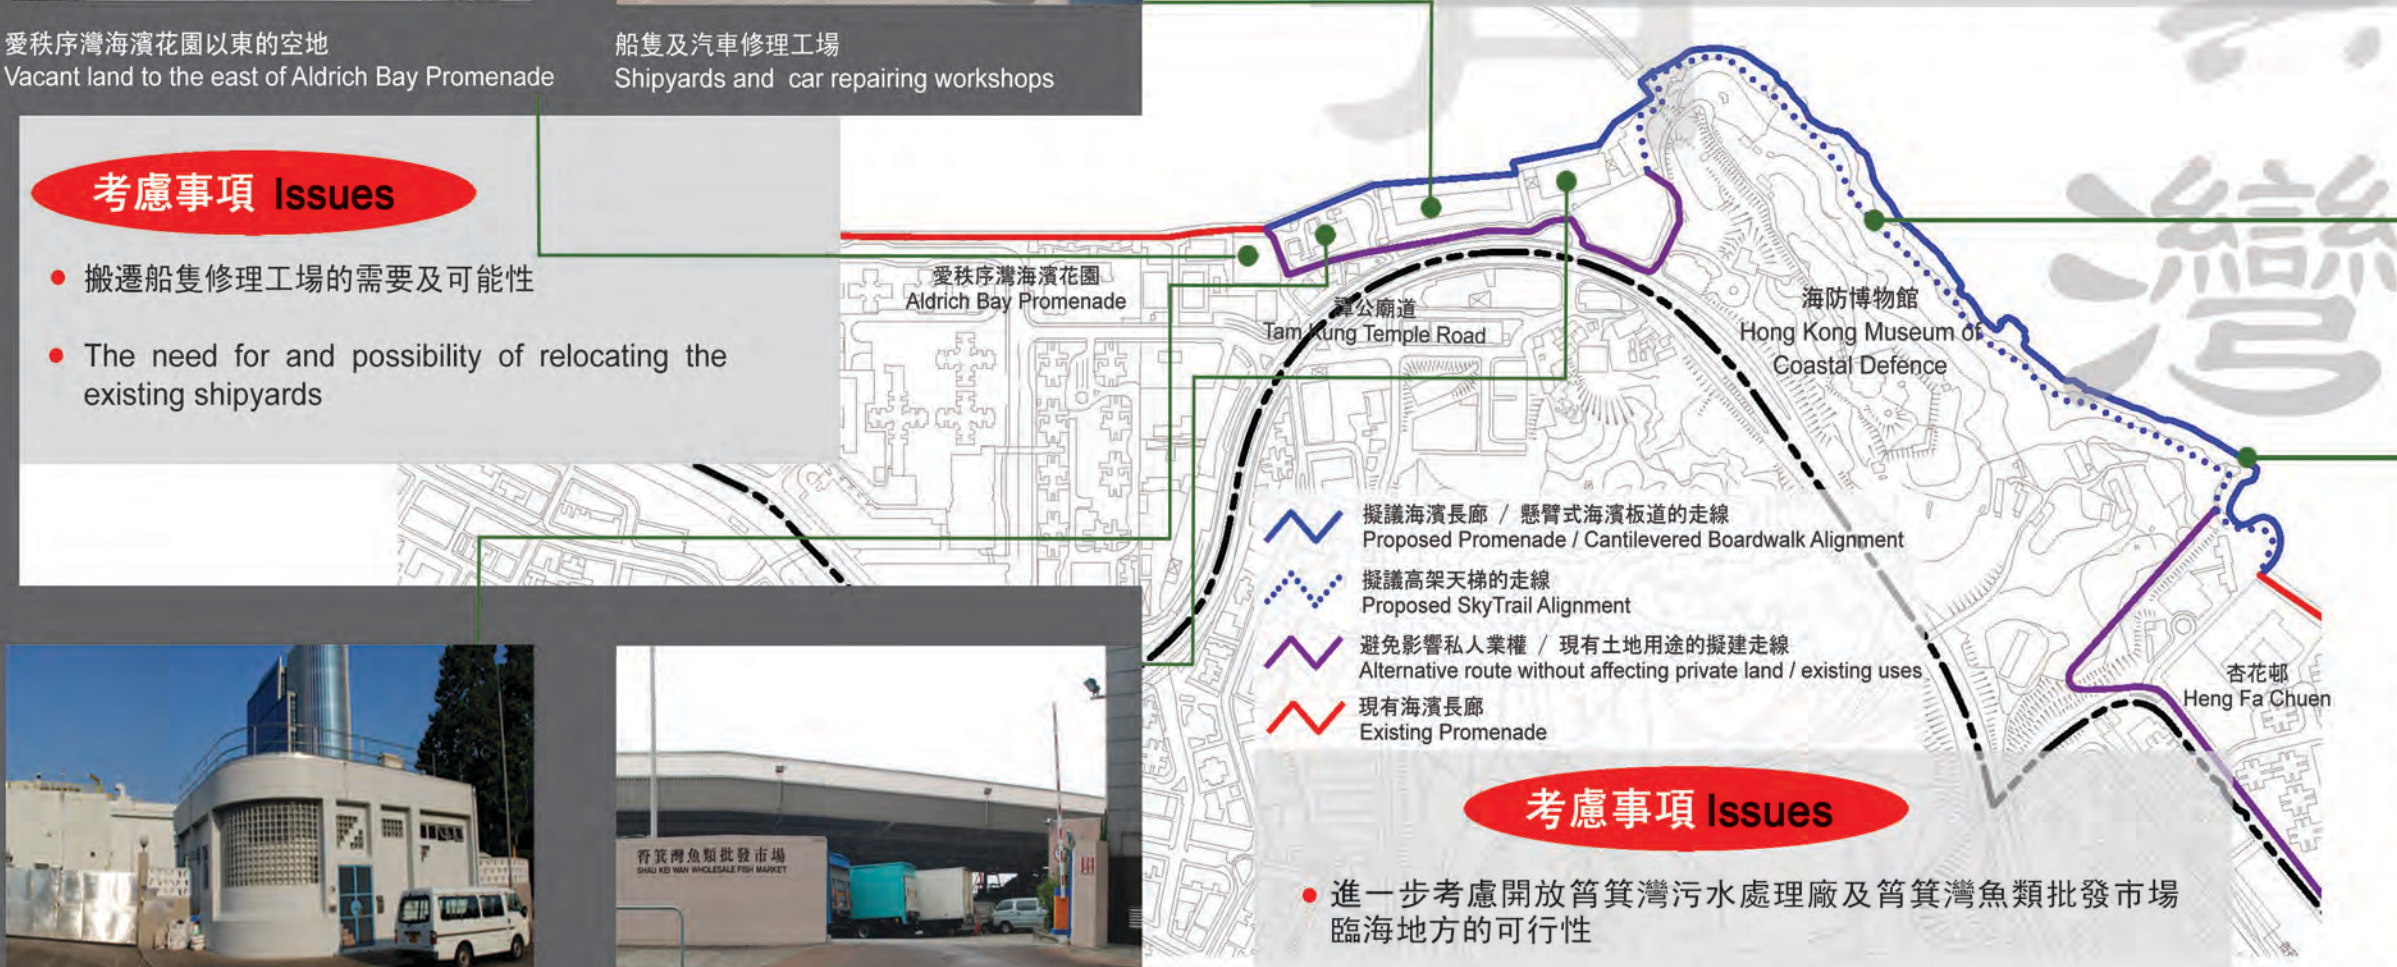 愛秩序灣海濱花園以東的空地
Vacant land to the east of Aldrich Bay Promenade
船隻及汽車修理工場
Shipyards and car repairing workshops
考慮事項 Issues
搬遷船隻修理工場的需要及可能性
The need for and possibility of relocating the
existing shipyards
灣
愛秩序灣海濱花園
Aldrich Bay Promenade
譚公廟道
Tam Kung Temple Road
海防博物館
Hong Kong Museum of
Coastal Defence
擬議海濱長廊 / 懸臂式海濱板道的走線
Proposed Promenade / Cantilevered Boardwalk Alignment
擬議高架天梯的走線
Proposed SkyTrail Alignment
避免影響私人業權 / 現有土地用途的擬建走線
Alternative route without affecting private land / existing uses
現有海濱長廊
Existing Promenade
杏花邨
Heng Fa Chuen
筲箕灣魚類批發市場
SHAU KEI WAN WHOLESALE FISH MARKET
考慮事項 Issues
進一步考慮開放筲箕灣污水處理廠及筲箕灣魚類批發市場
臨海地方的可行性